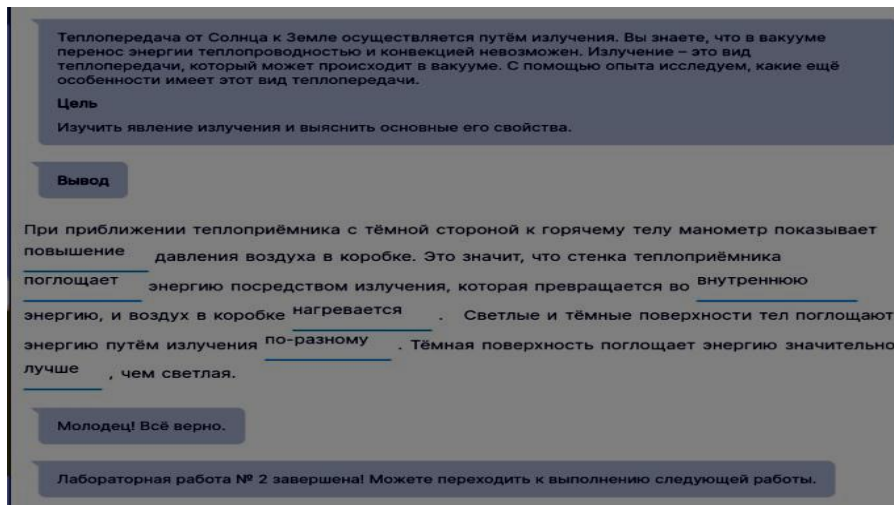 Теплопередача от Солнца к Земле осуществляется путём излучения. Вы знаете, что в вакууме
перенос энергии теплопроводностью и конвекцией невозможен. Излучение – это вид
теплопередачи, который может происходит в вакууме. С помощью опыта исследуем, какие ещё
особенности имеет этот вид теплопередачи.
Цель
Изучить явление излучения и выяснить основные его свойства.
Вывод
При приближении теплоприёмника с тёмной стороной к горячему телу манометр показывает
повышение давления воздуха в коробке. Это значит, что стенка теплоприёмника
поглощает энергию посредством излучения, которая превращается во внутреннюю
энергию, и воздух в коробке нагревается . Светлые и тёмные поверхности тел поглощают
энергию путём излучения по-разному . Тёмная поверхность поглощает энергию значительно
лучше , чем светлая.
Молодец! Всё верно.
Лабораторная работа № 2 завершена! Можете переходить к выполнению следующей работы.